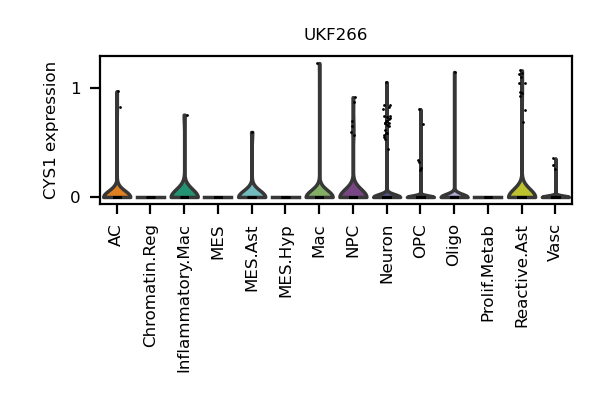 UKF266
CYS1 expression
1
0
AC
Chromatin.Reg
Inflammatory.Mac
MES
MES.Ast
MES.Hyp
Mac
NPC
Neuron
OPC
Oligo
Prolif.Metab
Reactive.Ast
Vasc